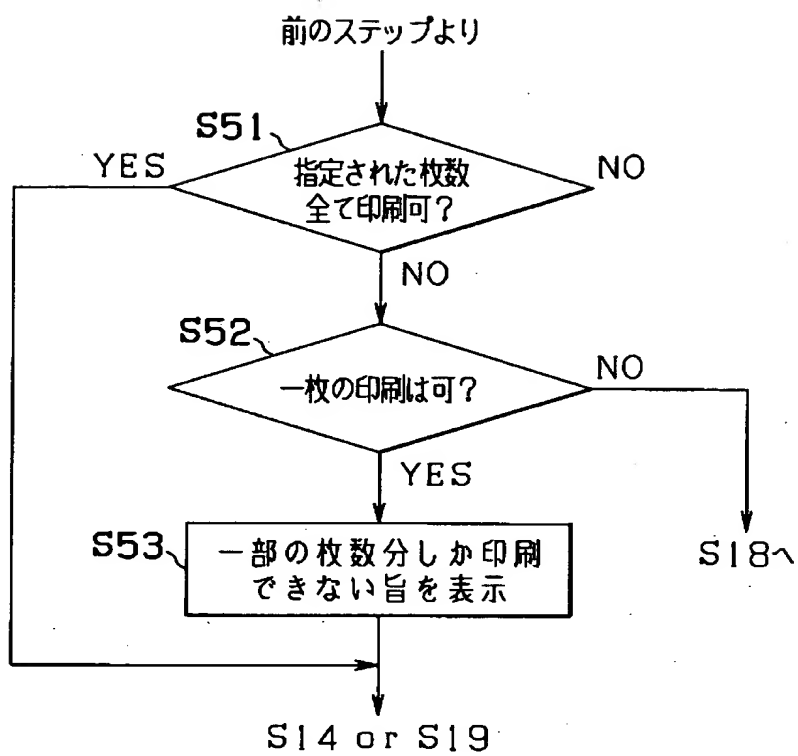 前のステップより
S51
YES
指定された枚数
全て印刷可？
NO
NO
S52
一枚の印刷は可？
NO
YES
S53
一部の枚数分しか印刷
できない旨を表示
S18へ
S14 or S19